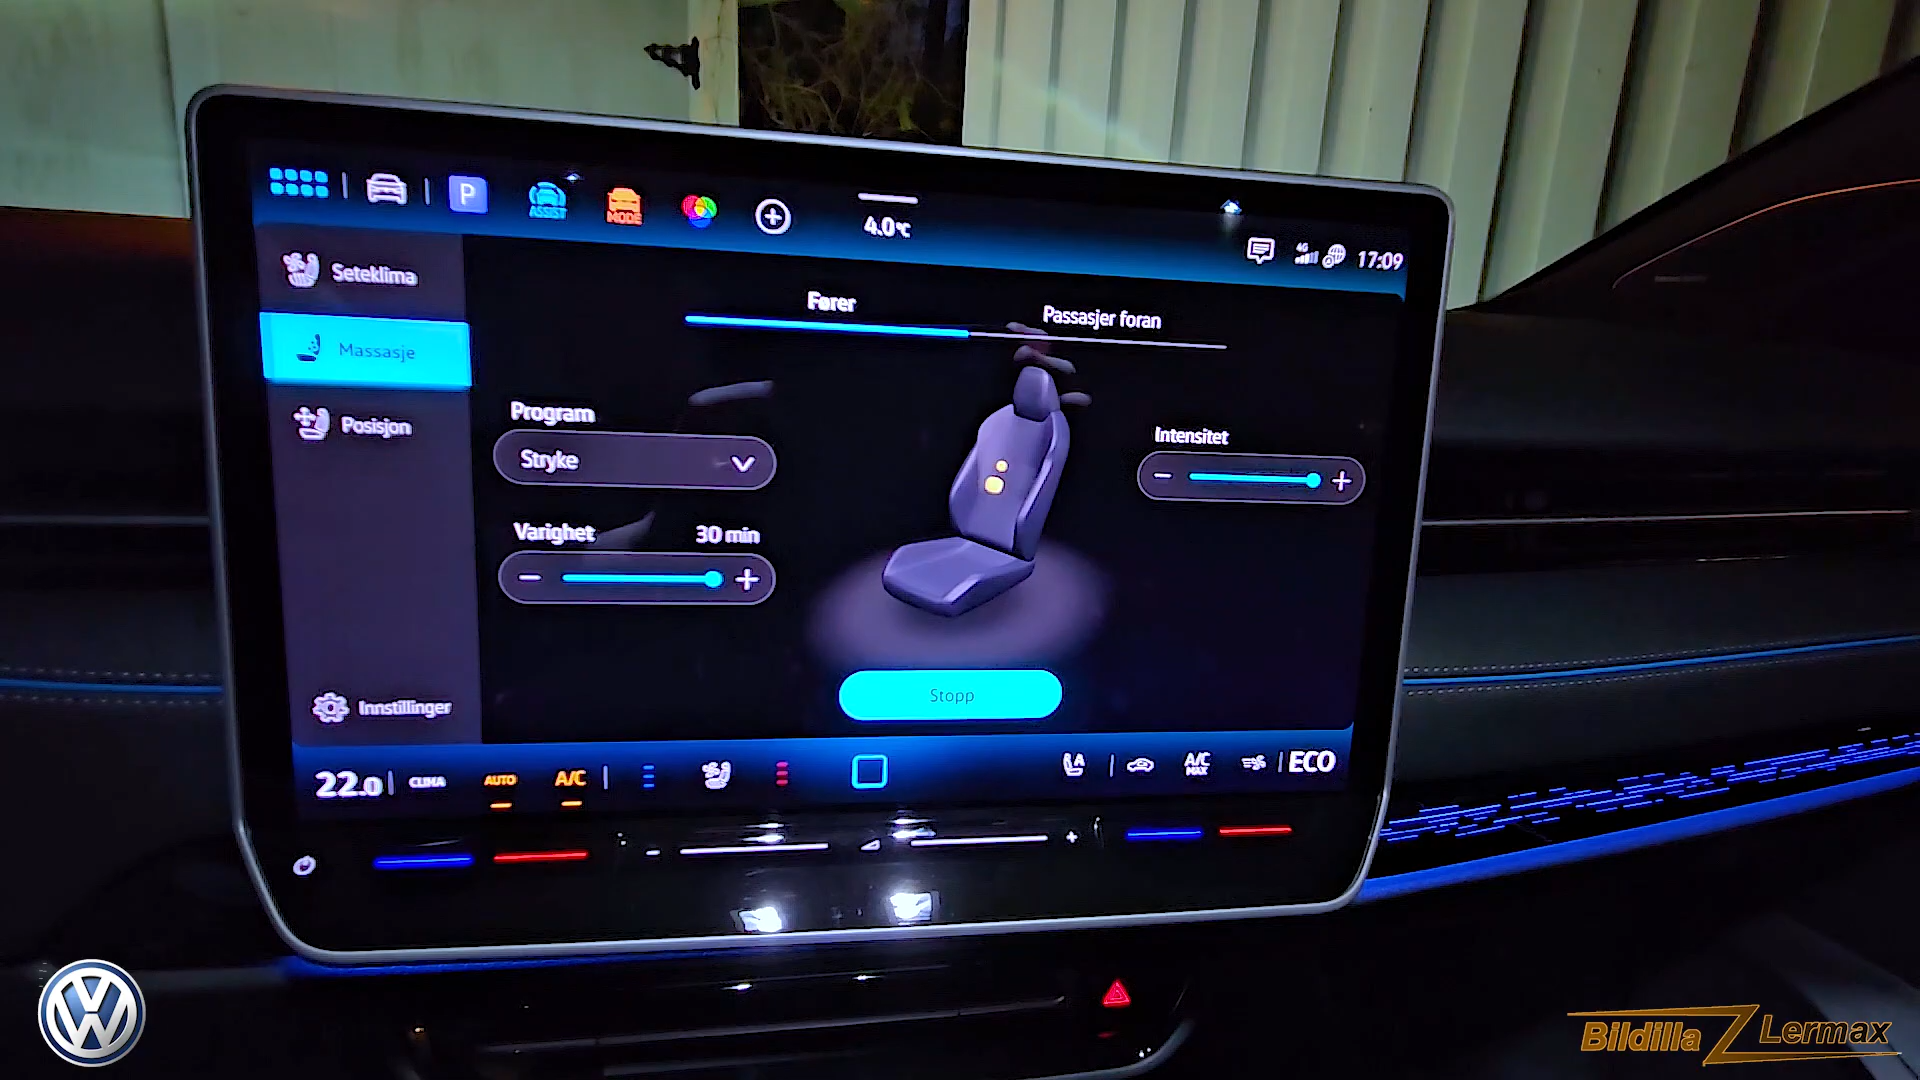 P
ASSIST
MODE
4.0°C
4G
17:09
Seteklima
Massasje
Posisjon
Innstillinger
Fører
Passasjer foran
Program
Stryke
Varighet 30 min
Intensitet
Stopp
22.0 CLIMA AUTO A/C
A
A/C MAX
ECO
Bildilla Lermax